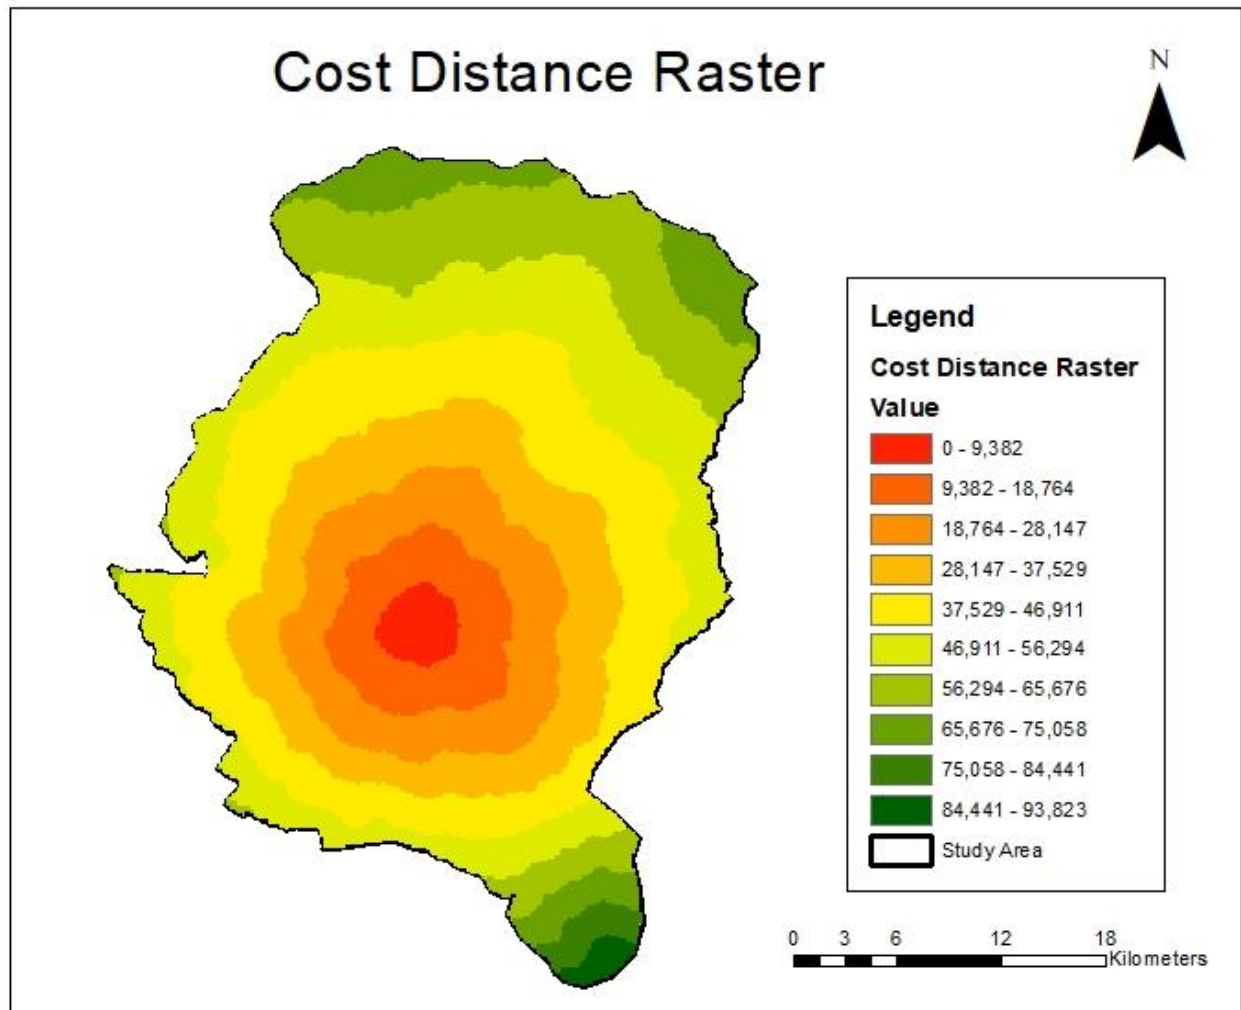 Cost Distance Raster
N
Legend
Cost Distance Raster
Value
0 - 9,382
9,382 - 18,764
18,764 - 28,147
28,147 - 37,529
37,529 - 46,911
46,911 - 56,294
56,294 - 65,676
65,676 - 75,058
75,058 - 84,441
84,441 - 93,823
Study Area
0 3 6 12 18
Kilometers